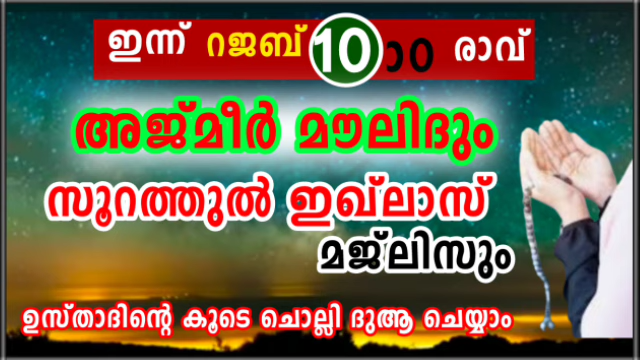 ഇന്ന് റജബ് 10ാം രാവ്
അജ്മീർ മൗലിദും
സൂറത്തുൽ ഇഖ്ലാസ്
മജ്ലിസും
ഉസ്താദിന്റെ കൂടെ ചൊല്ലി ദുആ ചെയ്യാം